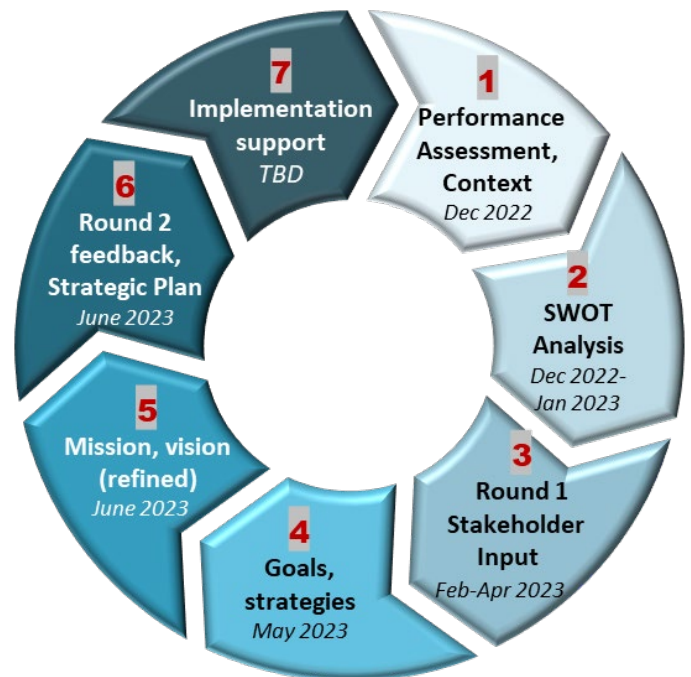 1
Performance
Assessment,
Context
Dec 2022
2
SWOT
Analysis
Dec 2022-
Jan 2023
3
Round 1
Stakeholder
Input
Feb-Apr 2023
4
Goals,
strategies
May 2023
5
Mission, vision
(refined)
June 2023
6
Round 2
feedback,
Strategic Plan
June 2023
7
Implementation
support
TBD